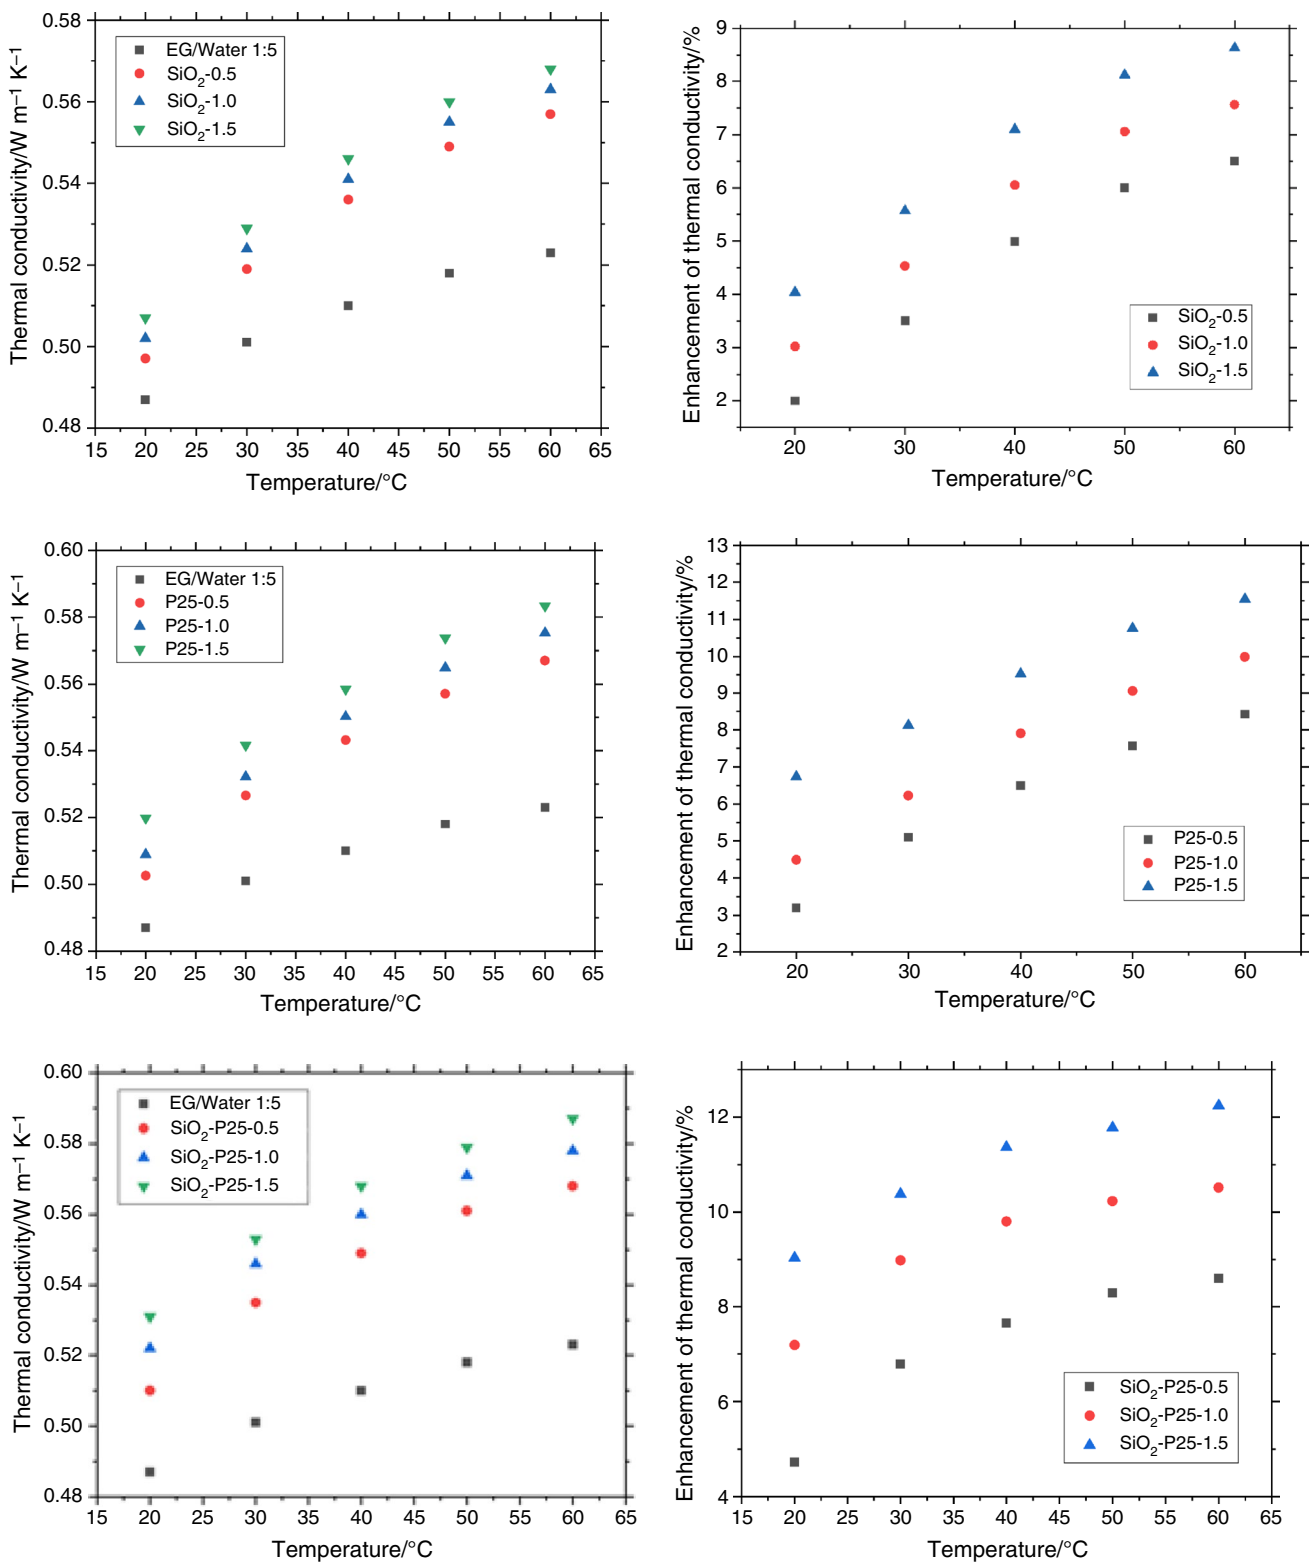 0.58
0.56
0.54
0.52
0.50
0.48
Thermal conductivity/W m–1 K–1
EG/Water 1:5
SiO2-0.5
SiO2-1.0
SiO2-1.5
15 20 25 30 35 40 45 50 55 60 65
Temperature/°C
9
8
7
6
5
4
3
2
Enhancement of thermal conductivity/%
SiO2-0.5
SiO2-1.0
SiO2-1.5
20 30 40 50 60
Temperature/°C
0.60
0.58
0.56
0.54
0.52
0.50
0.48
Thermal conductivity/W m–1 K–1
EG/Water 1:5
P25-0.5
P25-1.0
P25-1.5
15 20 25 30 35 40 45 50 55 60 65
Temperature/°C
13
12
11
10
9
8
7
6
5
4
3
2
Enhancement of thermal conductivity/%
P25-0.5
P25-1.0
P25-1.5
20 30 40 50 60
Temperature/°C
0.60
0.58
0.56
0.54
0.52
0.50
0.48
Thermal conductivity/W m–1 K–1
EG/Water 1:5
SiO2-P25-0.5
SiO2-P25-1.0
SiO2-P25-1.5
15 20 25 30 35 40 45 50 55 60 65
Temperature/°C
12
10
8
6
4
Enhancement of thermal conductivity/%
SiO2-P25-0.5
SiO2-P25-1.0
SiO2-P25-1.5
15 20 25 30 35 40 45 50 55 60 65
Temperature/°C